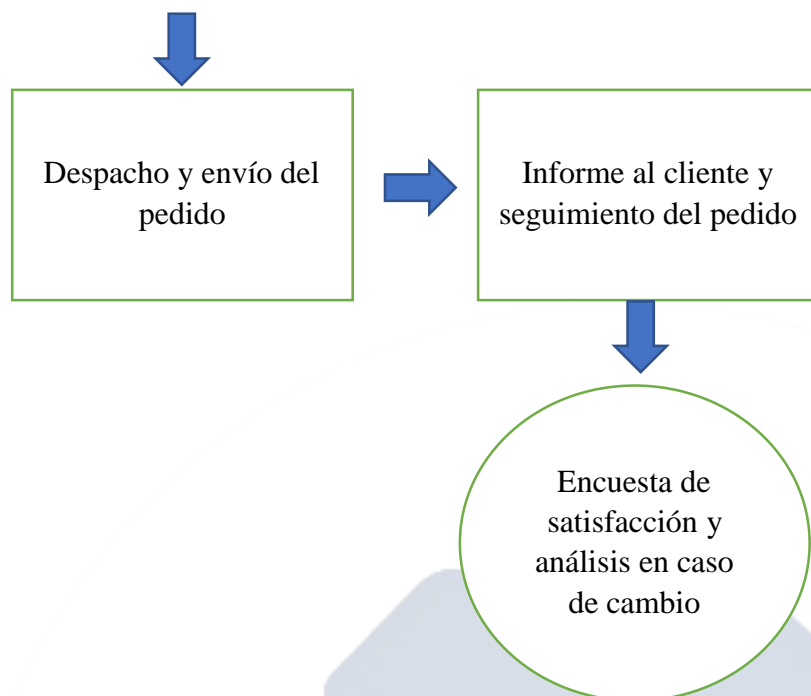 Despacho y envío del
pedido
Informe al cliente y
seguimiento del pedido
Encuesta de
satisfacción y
análisis en caso
de cambio